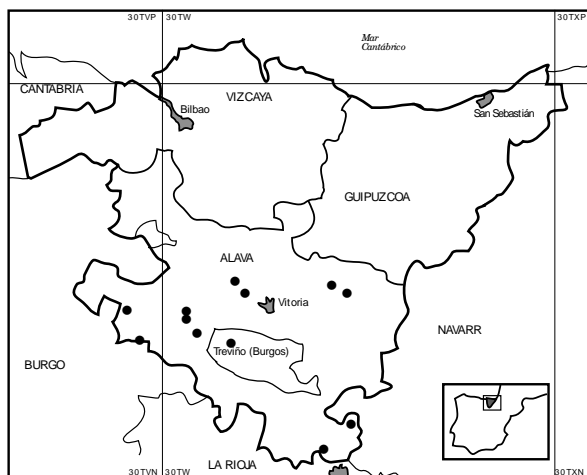 30TVP 30TW 30TXP
Mar
Cantábrico
CANTABRIA
VIZCAYA
Bilbao
San Sebastián
GUIPUZCOA
ALAVA
Vitoria
NAVARR
Treviño (Burgos)
BURGO
LA RIOJA
30TVN 30TW 30TXN